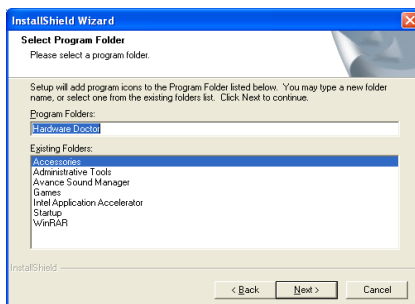 InstallShield Wizard
Select Program Folder
Please select a program folder.
Setup will add program icons to the Program Folder listed below. You may type a new folder
name, or select one from the existing folders list. Click Next to continue.
Program Folders:
Hardware Doctor
Existing Folders:
Accessories
Administrative Tools
Avance Sound Manager
Games
Intel Application Accelerator
Startup
WinRAR
InstallShield
< Back
Next >
Cancel